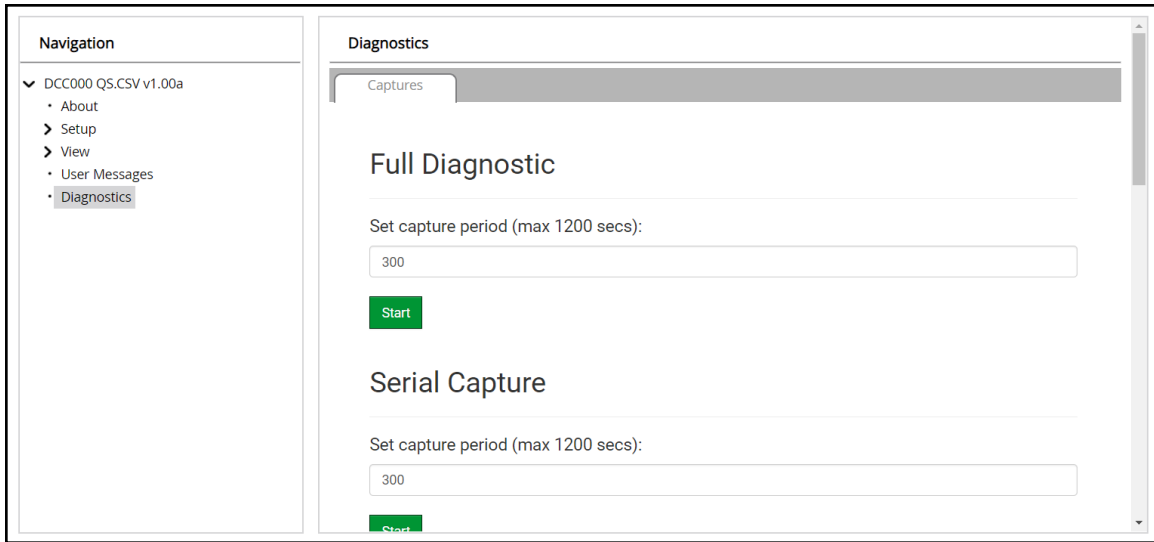 Navigation
DCC000 QS.CSV v1.00a
About
Setup
View
User Messages
Diagnostics
Diagnostics
Captures
Full Diagnostic
Set capture period (max 1200 secs):
300
Start
Serial Capture
Set capture period (max 1200 secs):
300
Start